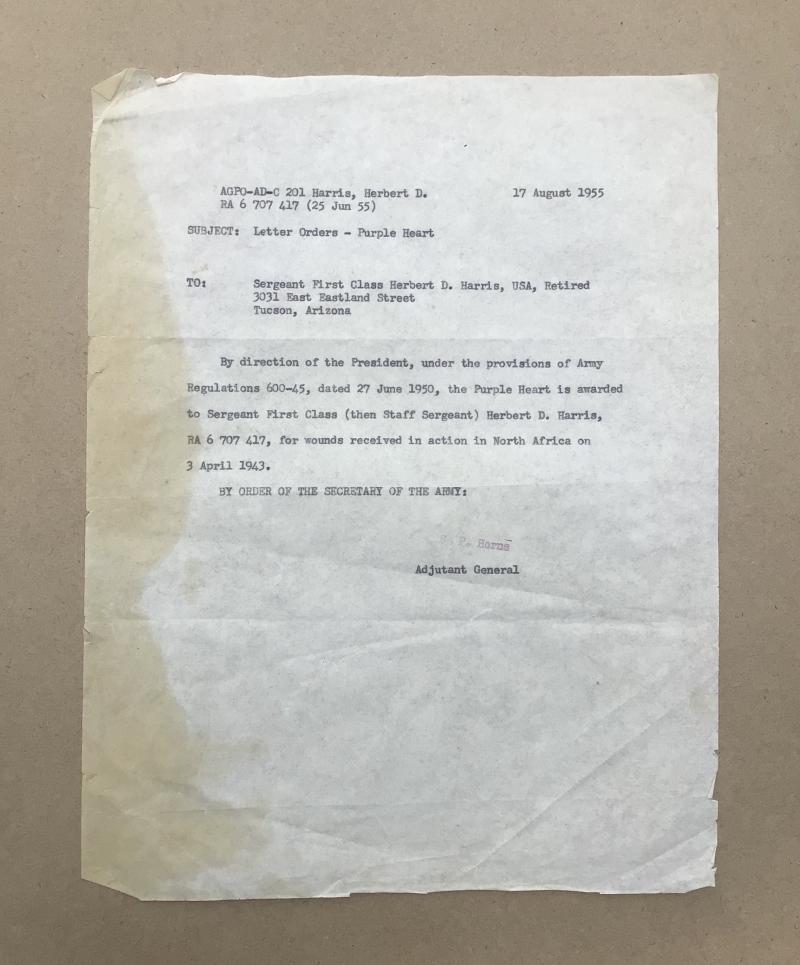 AGPO-AD-C 201 Harris, Herbert D. 17 August 1955
RA 6 707 417 (25 Jun 55)
SUBJECT: Letter Orders - Purple Heart
TO: Sergeant First Class Herbert D. Harris, USA, Retired
3031 East Eastland Street
Tucson, Arizona
By direction of the President, under the provisions of Army
Regulations 600-45, dated 27 June 1950, the Purple Heart is awarded
to Sergeant First Class (then Staff Sergeant) Herbert D. Harris,
RA 6 707 417, for wounds received in action in North Africa on
3 April 1943.
BY ORDER OF THE SECRETARY OF THE ARMY:
Horne
Adjutant General